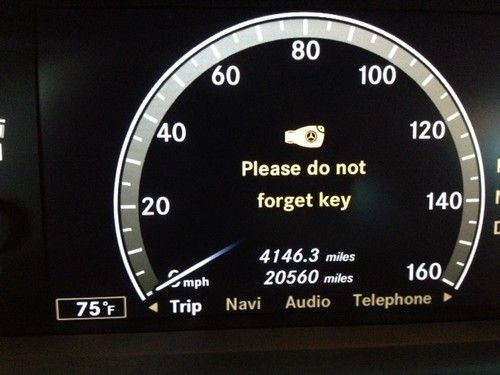 80
60
100
40
120
Please do not
forget key
20
140
4146.3 miles
20560 miles
0 mph
160
75°F
Trip Navi Audio Telephone